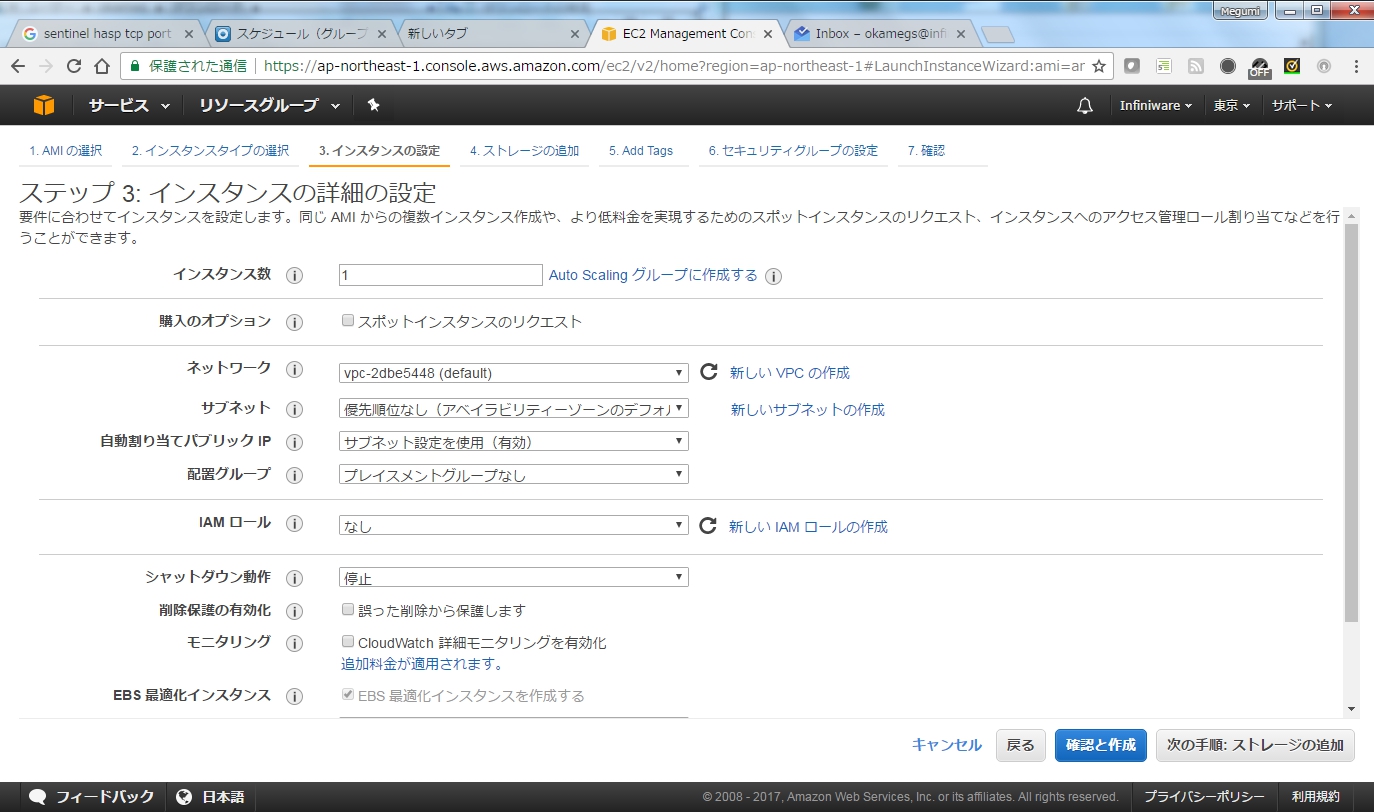 Megumi
sentinel hasp tcp port
スケジュール（グループ
新しいタブ
EC2 Management Con
Inbox – okamegs@infi
保護された通信
https://ap-northeast-1.console.aws.amazon.com/ec2/v2/home?region=ap-northeast-1#LaunchInstanceWizard:ami=ar
OFF
サービス
リソースグループ
Infiniware
東京
サポート
1. AMI の選択
2. インスタンスタイプの選択
3. インスタンスの設定
4. ストレージの追加
5. Add Tags
6. セキュリティグループの設定
7. 確認
ステップ 3: インスタンスの詳細の設定
要件に合わせてインスタンスを設定します。同じ AMI からの複数インスタンス作成や、より低料金を実現するためのスポットインスタンスのリクエスト、インスタンスへのアクセス管理ロール割り当てなどを行
うことができます。
インスタンス数 i 1 Auto Scaling グループに作成する i
購入のオプション i スポットインスタンスのリクエスト
ネットワーク i vpc-2dbe5448 (default) 新しい VPC の作成
サブネット i 優先順位なし（アベイラビリティーゾーンのデフォル 新しいサブネットの作成
自動割り当てパブリック IP i サブネット設定を使用（有効）
配置グループ i プレイスメントグループなし
IAM ロール i なし 新しい IAM ロールの作成
シャットダウン動作 i 停止
削除保護の有効化 i 誤った削除から保護します
モニタリング i CloudWatch 詳細モニタリングを有効化
追加料金が適用されます。
EBS 最適化インスタンス i EBS 最適化インスタンスを作成する
キャンセル
戻る
確認と作成
次の手順: ストレージの追加
フィードバック
日本語
© 2008 - 2017, Amazon Web Services, Inc. or its affiliates. All rights reserved.
プライバシーポリシー
利用規約